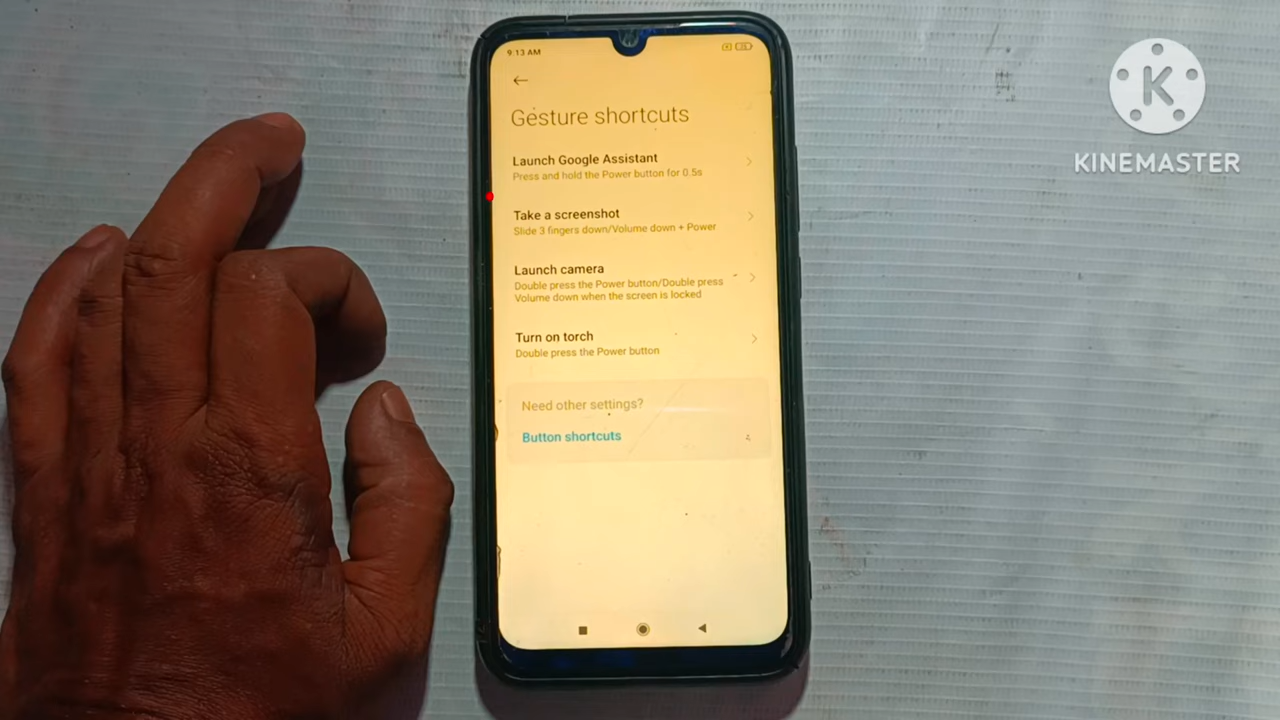 9:13 AM
Gesture shortcuts
Launch Google Assistant
Press and hold the Power button for 0.5s
Take a screenshot
Slide 3 fingers down/Volume down + Power
Launch camera
Double press the Power button/Double press
Volume down when the screen is locked
Turn on torch
Double press the Power button
Need other settings?
Button shortcuts
K
KINEMASTER